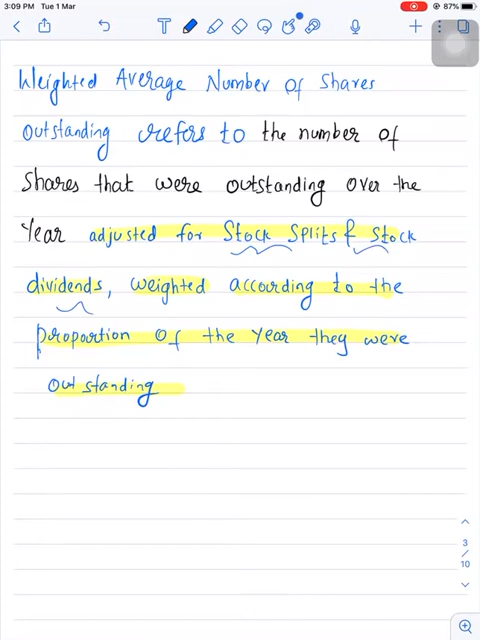 3:09 PM Tue 1 Mar 87%
Weighted Average Number of Shares
outstanding refers to the number of
Shares that were outstanding over the
Year adjusted for Stock Splits & Stock
dividends, weighted according to the
proportion of the year they were
outstanding
3
/
10